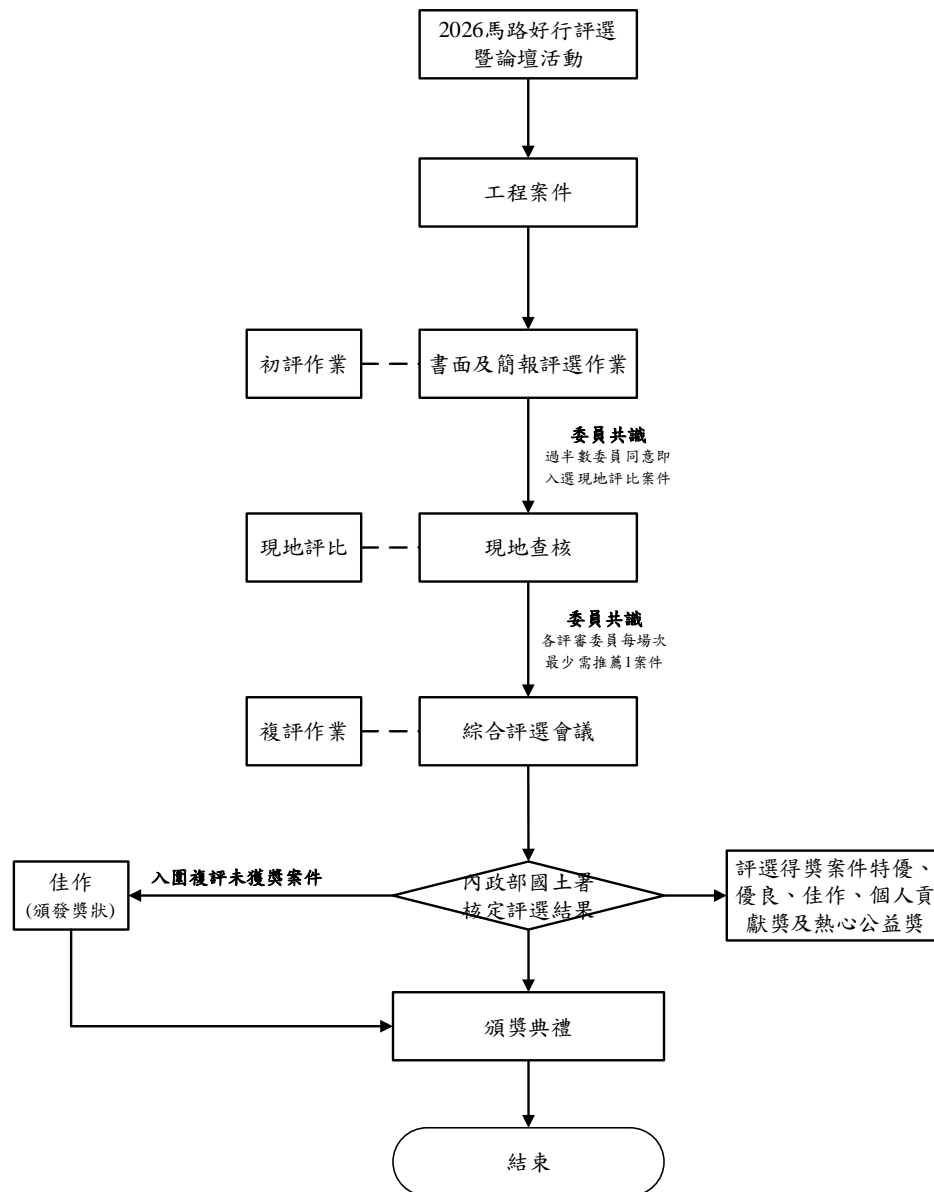 2026馬路好行評選
暨論壇活動
工程案件
初評作業
書面及簡報評選作業
委員共識
過半數委員同意即
入選現地評比案件
現地評比
現地查核
委員共識
各評審委員每場次
最少需推薦1案件
複評作業
綜合評選會議
佳作
(頒發獎狀)
入圍複評未獲獎案件
內政部國土署
核定評選結果
評選得獎案件特優、
優良、佳作、個人貢
獻獎及熱心公益獎
頒獎典禮
結束